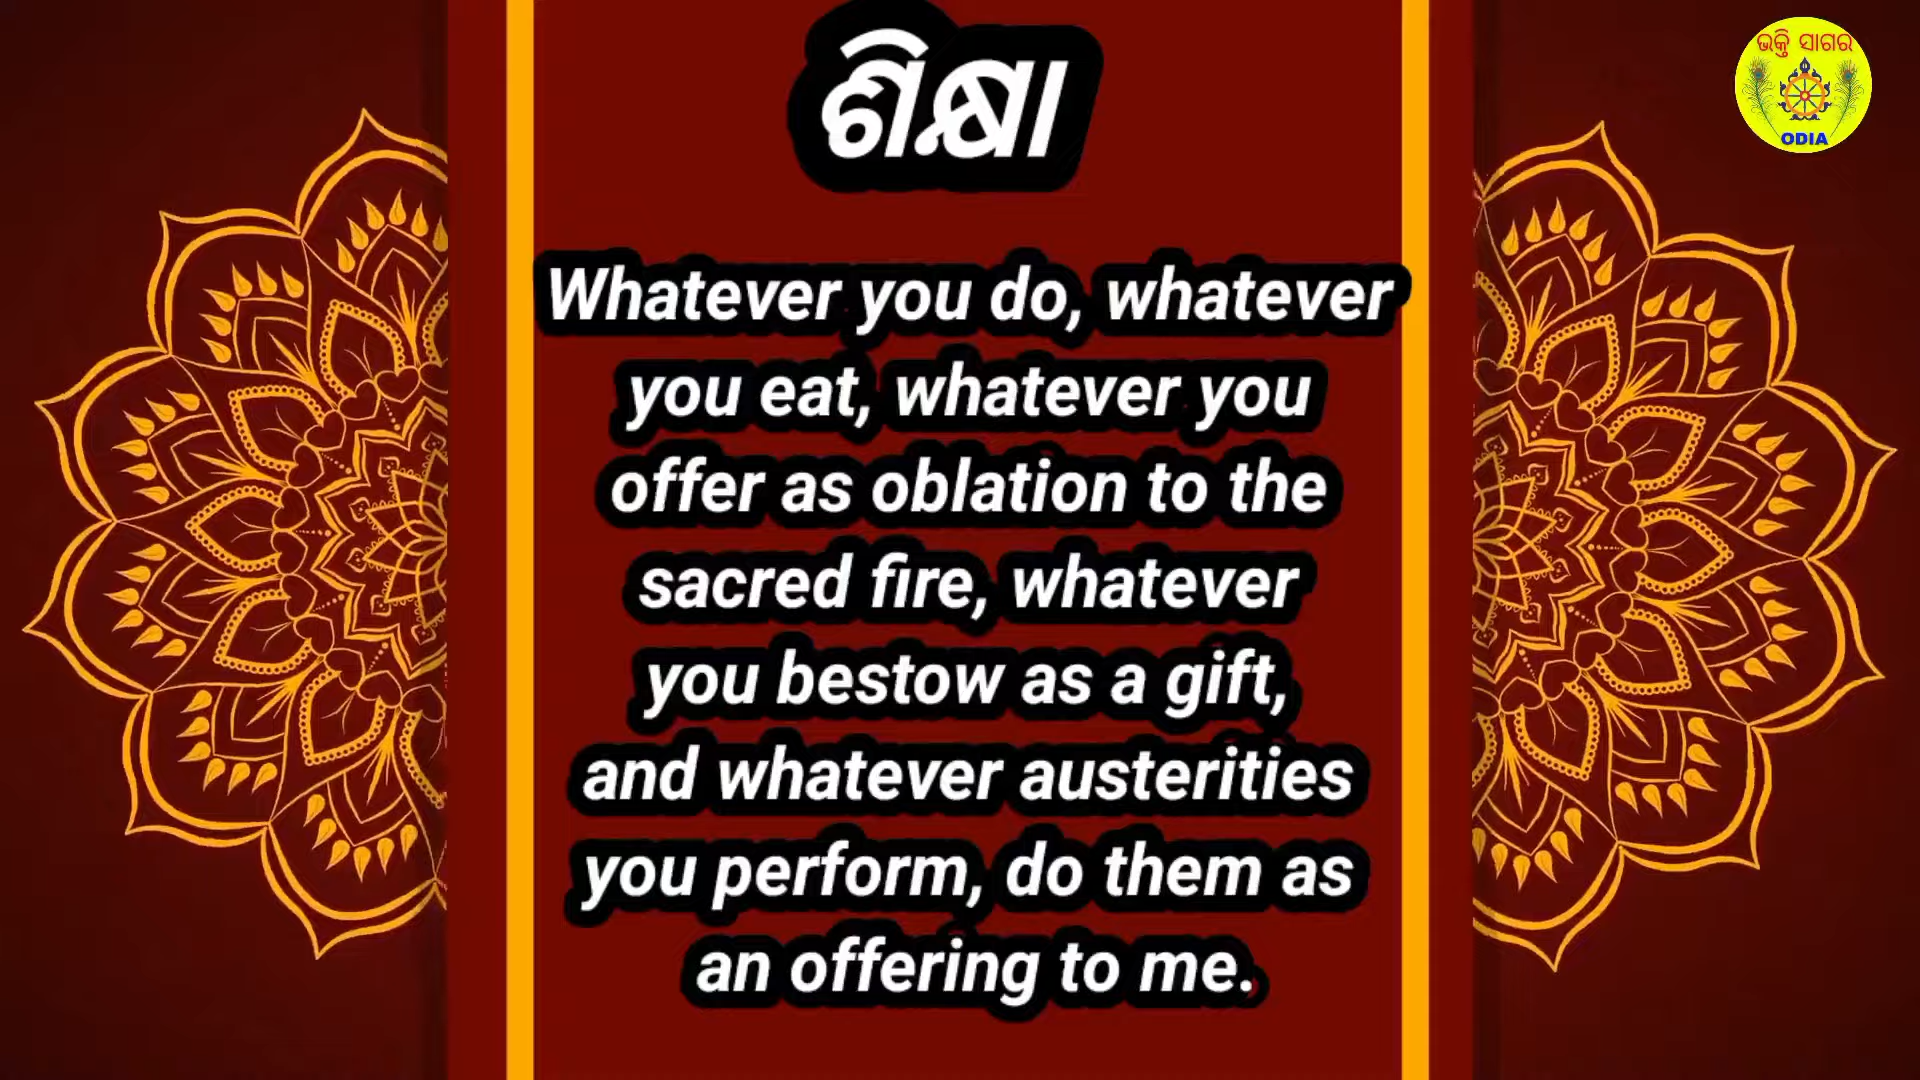 ଶିକ୍ଷା
ଭକ୍ତି ସାଗର
ODIA
Whatever you do, whatever
you eat, whatever you
offer as oblation to the
sacred fire, whatever
you bestow as a gift,
and whatever austerities
you perform, do them as
an offering to me.